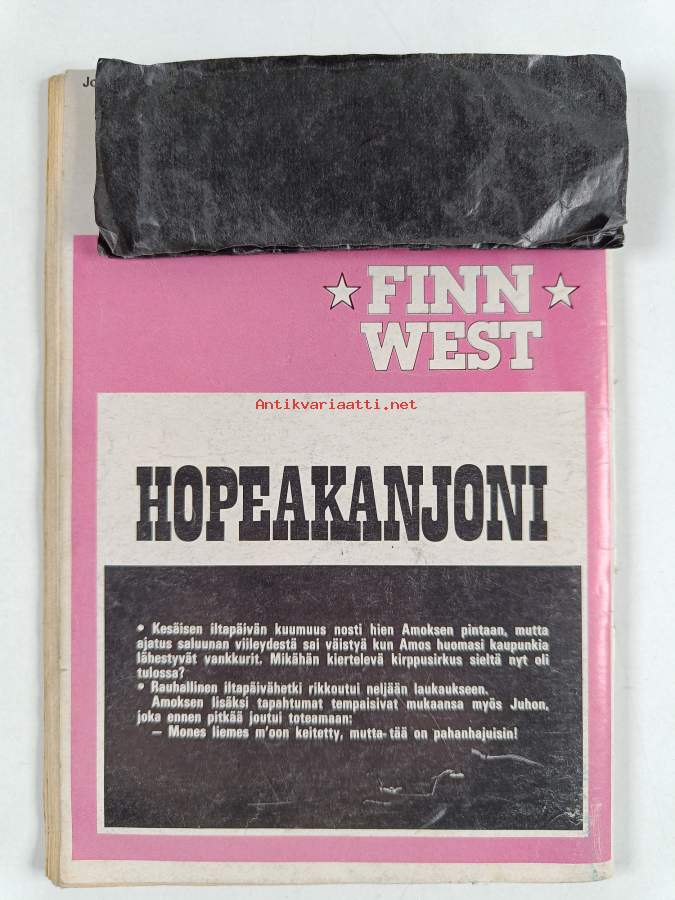 Jo
FINN
WEST
Antikvariaatti.net
HOPEAKANJONI
• Kesäisen iltapäivän kuumuus nosti hien Amoksen pintaan, mutta
ajatus saluunan viileydestä sai väistyä kun Amos huomasi kaupunkia
lähestyvät vankkurit. Mikähän kiertelevä kirppusirkus sieltä nyt oli
tulossa?
• Rauhallinen iltapäivähetki rikkoutui neljään laukaukseen.
Amoksen lisäksi tapahtumat tempaisivat mukaansa myös Juhon,
joka ennen pitkää joutui toteamaan:
— Mones liemes m'oon keitetty, mutta tää on pahanhajuisin!